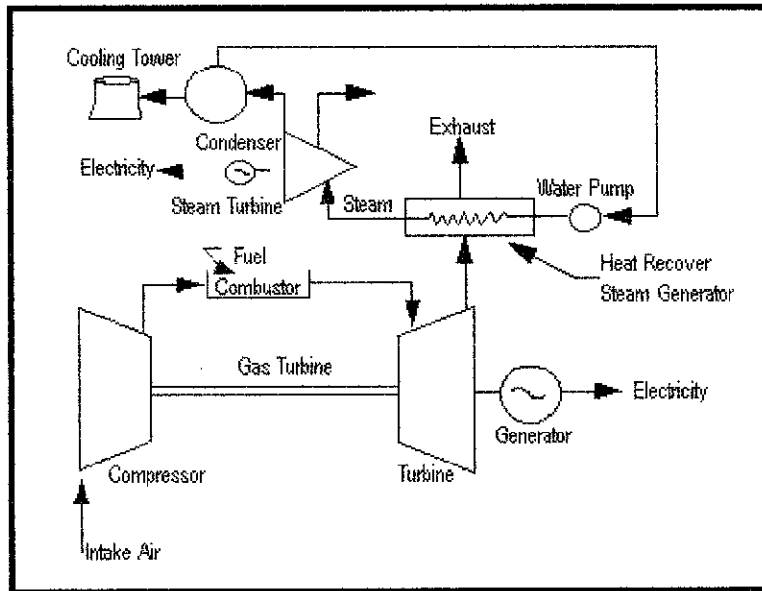 Cooling Tower
Condenser
Exhaust
Electricity
Steam Turbine
Steam
Water Pump
Heat Recover
Steam Generator
Fuel
Combustor
Gas Turbine
Electricity
Generator
Compressor
Turbine
Intake Air